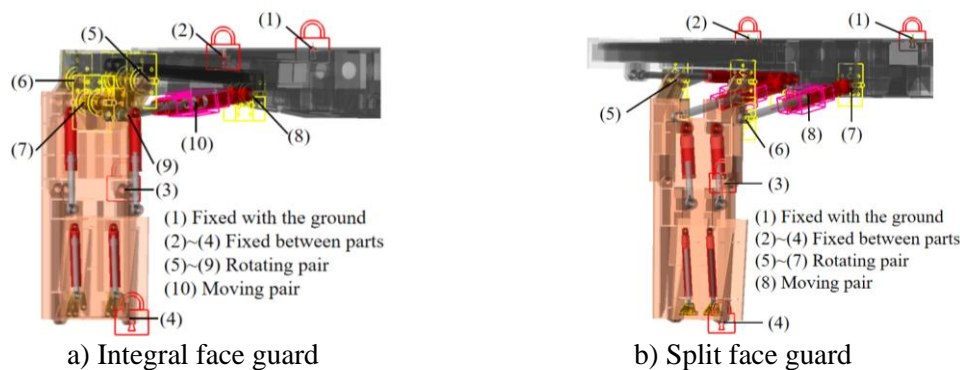 (2)
(1)
(5)
(6)
(7)
(8)
(10)
(9)
(3)
(1) Fixed with the ground
(2)~(4) Fixed between parts
(5)~(9) Rotating pair
(10) Moving pair
(4)
a) Integral face guard
(2)
(1)
(5)
(6)
(8)
(7)
(3)
(1) Fixed with the ground
(2)~(4) Fixed between parts
(5)~(7) Rotating pair
(8) Moving pair
(4)
b) Split face guard